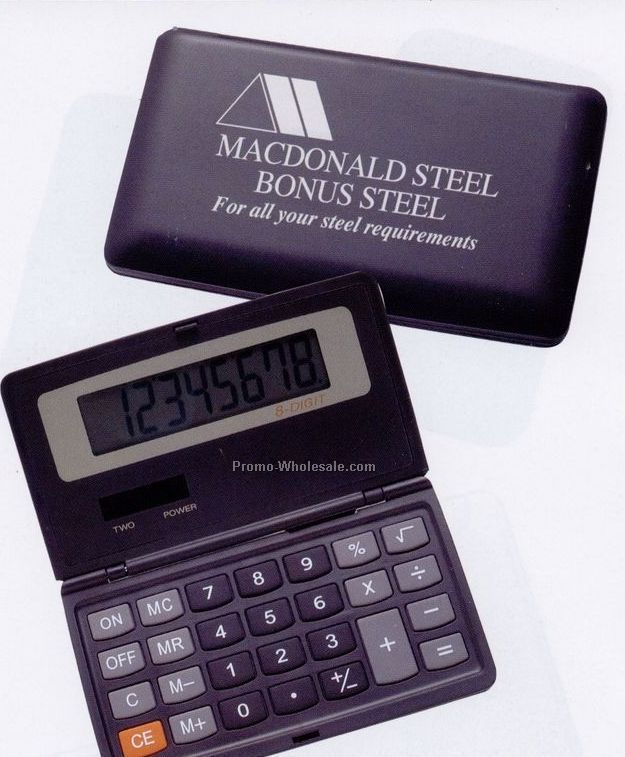 MACDONALD STEEL
BONUS STEEL
For all your steel requirements
12345678.
8-DIGIT
Promo-Wholesale.com
TWO POWER
ON MC 7 8 9 % √
OFF MR 4 5 6 X ÷
C M– 1 2 3 + –
CE M+ 0 . +/– =